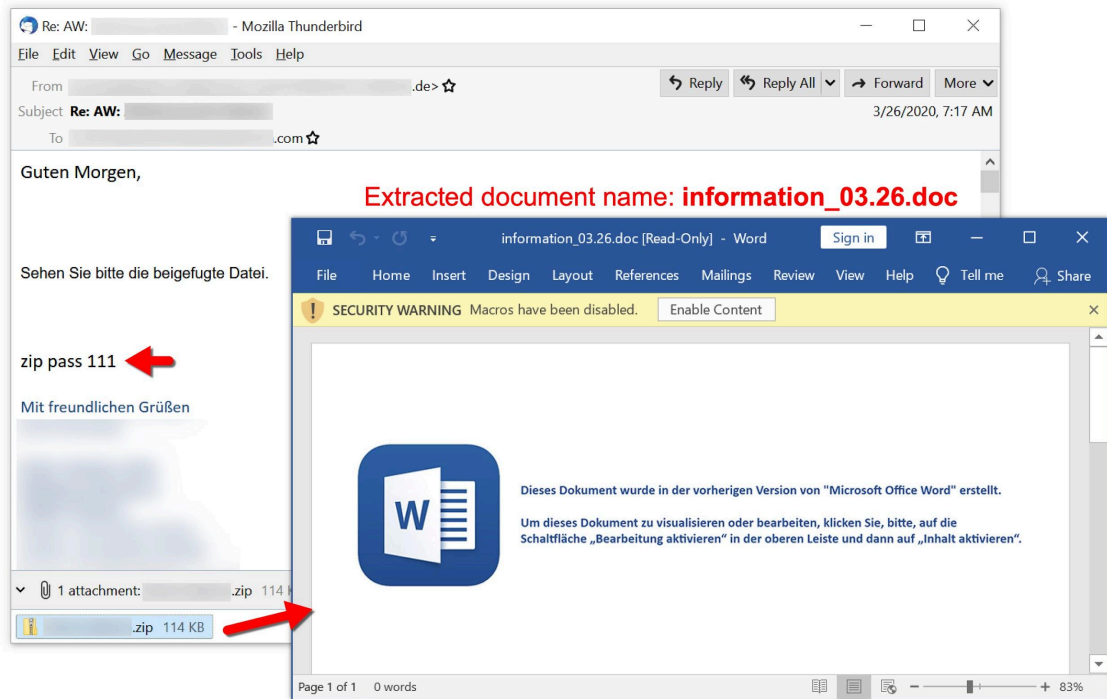 Re: AW: - Mozilla Thunderbird
File Edit View Go Message Tools Help
From .de>
Reply Reply All Forward More
Subject Re: AW:
3/26/2020, 7:17 AM
To .com
Guten Morgen,
Extracted document name: information_03.26.doc
Sehen Sie bitte die beigefugte Datei.
zip pass 111
Mit freundlichen Grüßen
1 attachment: .zip 114 K
.zip 114 KB
information_03.26.doc [Read-Only] - Word
Sign in
File Home Insert Design Layout References Mailings Review View Help Tell me Share
SECURITY WARNING Macros have been disabled. Enable Content
W
Dieses Dokument wurde in der vorherigen Version von "Microsoft Office Word" erstellt.
Um dieses Dokument zu visualisieren oder bearbeiten, klicken Sie, bitte, auf die
Schaltfläche „Bearbeitung aktivieren“ in der oberen Leiste und dann auf „Inhalt aktivieren“.
Page 1 of 1 0 words
83%